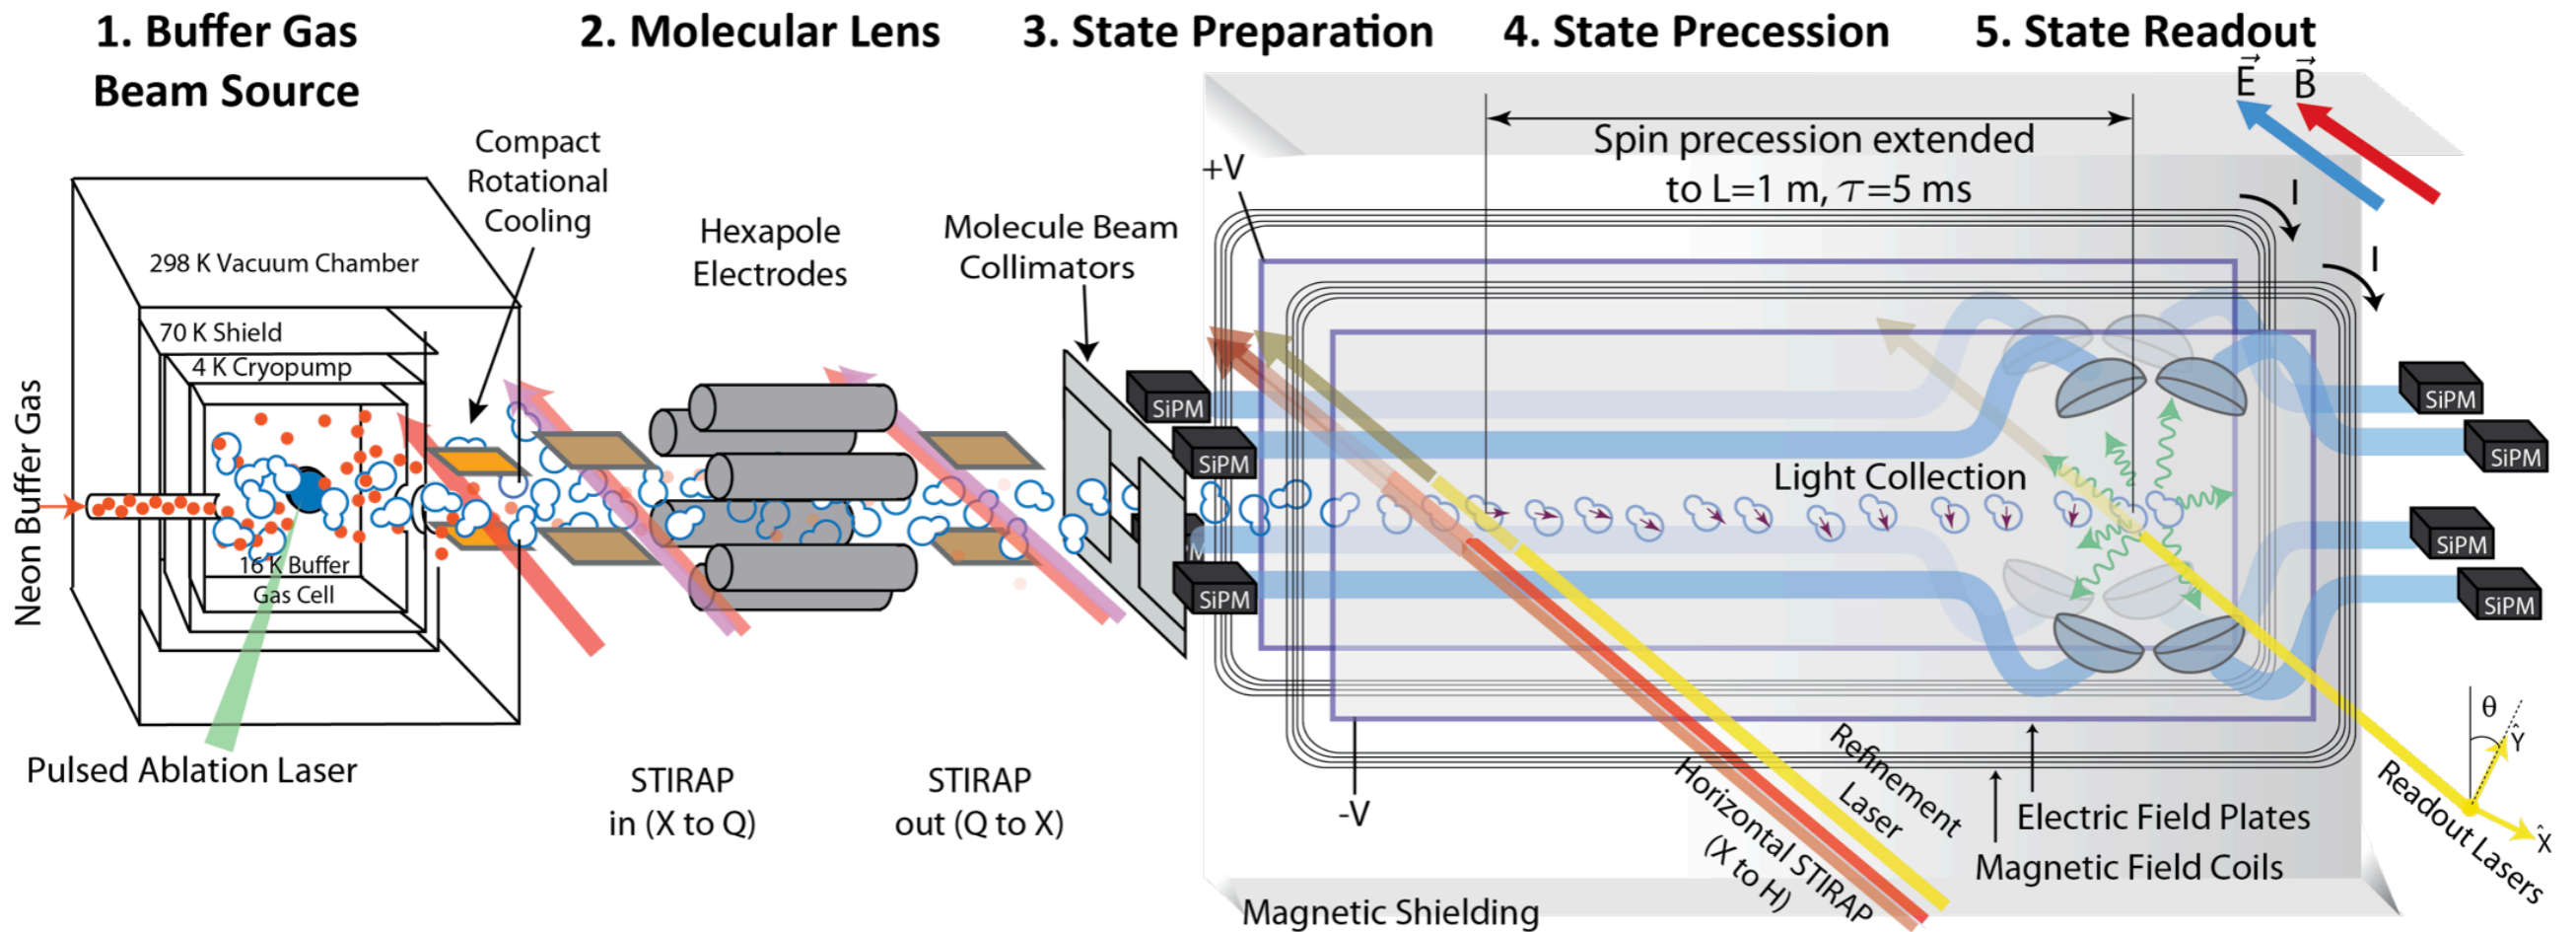 1. Buffer Gas
Beam Source
2. Molecular Lens
3. State Preparation
4. State Precession
5. State Readout
E
B
Compact
Rotational
Cooling
Spin precession extended
to L=1 m, τ=5 ms
+V
I
I
298 K Vacuum Chamber
70 K Shield
4 K Cryopump
Hexapole
Electrodes
Molecule Beam
Collimators
Neon Buffer Gas
SiPM
SiPM
SiPM
SiPM
Light Collection
SiPM
SiPM
SiPM
M
16 K Buffer
Gas Cell
Pulsed Ablation Laser
STIRAP
in (X to Q)
STIRAP
out (Q to X)
-V
Refinement
Laser
Horizontal STIRAP
(X to H)
Electric Field Plates
Magnetic Field Coils
Magnetic Shielding
Readout Lasers
θ
Ŷ
X̂